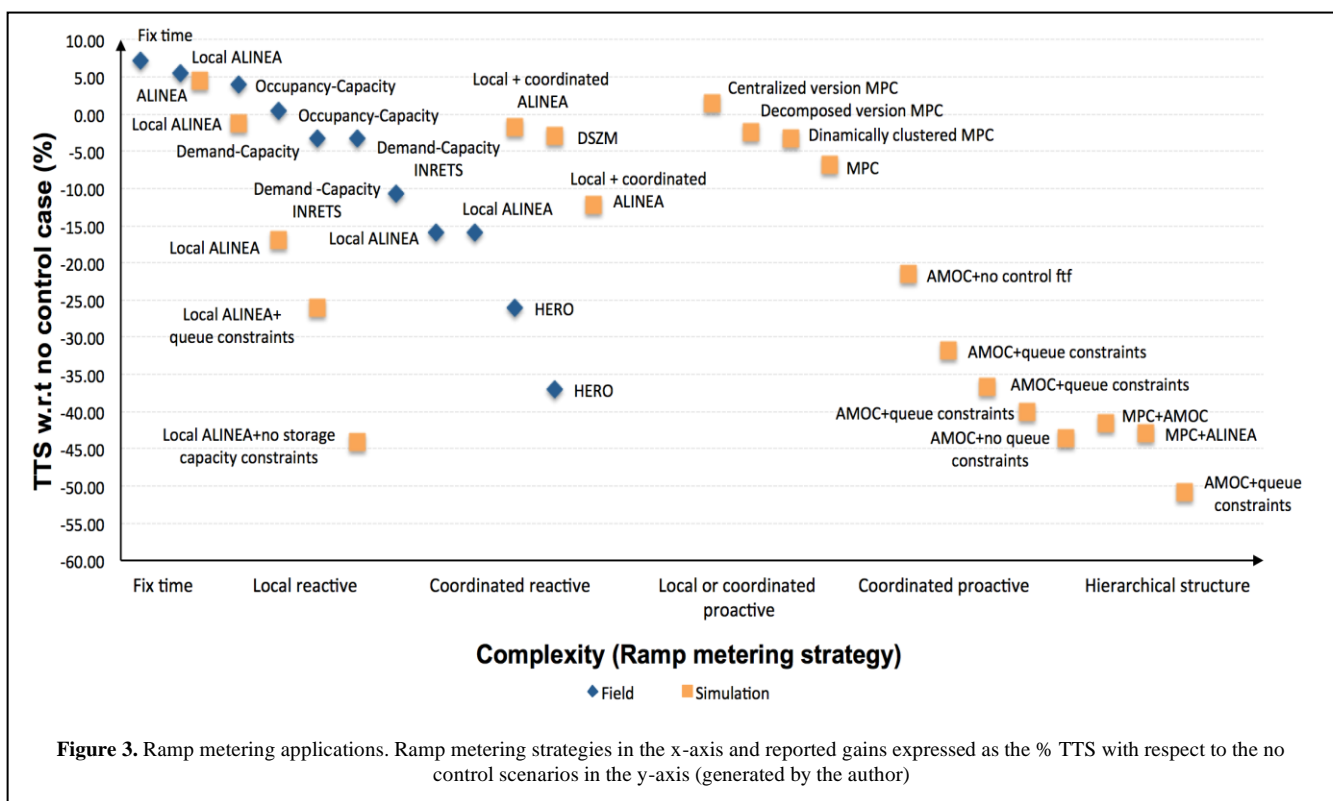 10.00
5.00
0.00
-5.00
-10.00
-15.00
-20.00
-25.00
-30.00
-35.00
-40.00
-45.00
-50.00
-55.00
-60.00
TTS w.r.t no control case (%)
Fix time
Local ALINEA
ALINEA
Occupancy-Capacity
Local ALINEA
Occupancy-Capacity
Demand-Capacity
Demand-Capacity
INRETS
Demand -Capacity
INRETS
Local ALINEA
Local ALINEA
Local ALINEA
Local ALINEA+
queue constraints
Local ALINEA+no storage
capacity constraints
Local + coordinated
ALINEA
DSZM
Local + coordinated
ALINEA
HERO
HERO
Centralized version MPC
Decomposed version MPC
Dinamically clustered MPC
MPC
AMOC+no control ftf
AMOC+queue constraints
AMOC+queue constraints
AMOC+queue constraints
AMOC+no queue
constraints
MPC+AMOC
MPC+ALINEA
AMOC+queue
constraints
Fix time
Local reactive
Coordinated reactive
Local or coordinated
proactive
Coordinated proactive
Hierarchical structure
Complexity (Ramp metering strategy)
Field
Simulation
Figure 3. Ramp metering applications. Ramp metering strategies in the x-axis and reported gains expressed as the % TTS with respect to the no
control scenarios in the y-axis (generated by the author)